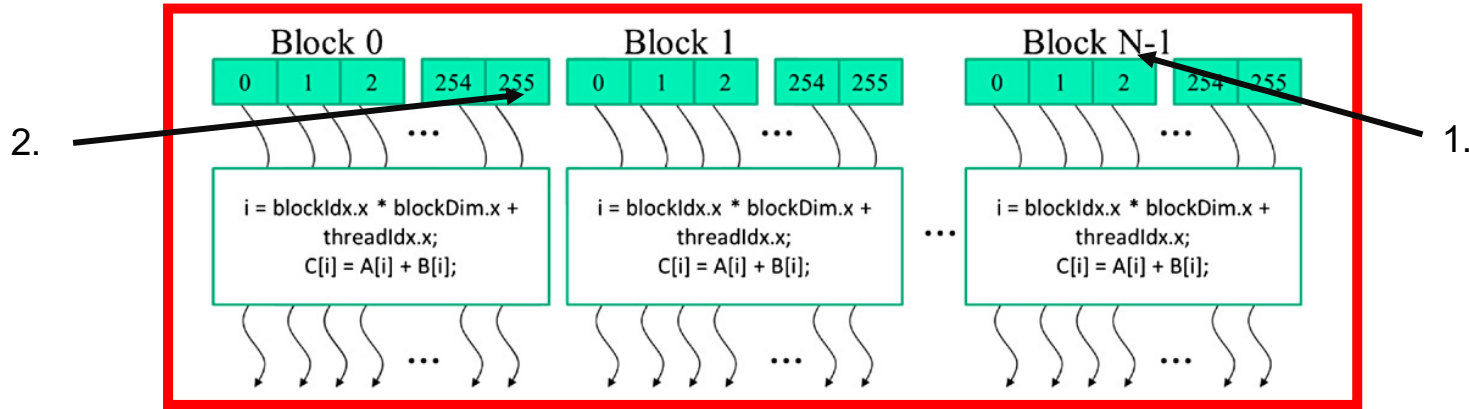 Block 0 Block 1 Block N-1
0 1 2 254 255 0 1 2 254 255 0 1 2 254 255
2. 1.
... ... ...
i = blockIdx.x * blockDim.x + i = blockIdx.x * blockDim.x + i = blockIdx.x * blockDim.x +
threadIdx.x; threadIdx.x; ... threadIdx.x;
C[i] = A[i] + B[i]; C[i] = A[i] + B[i]; C[i] = A[i] + B[i];
... ... ...